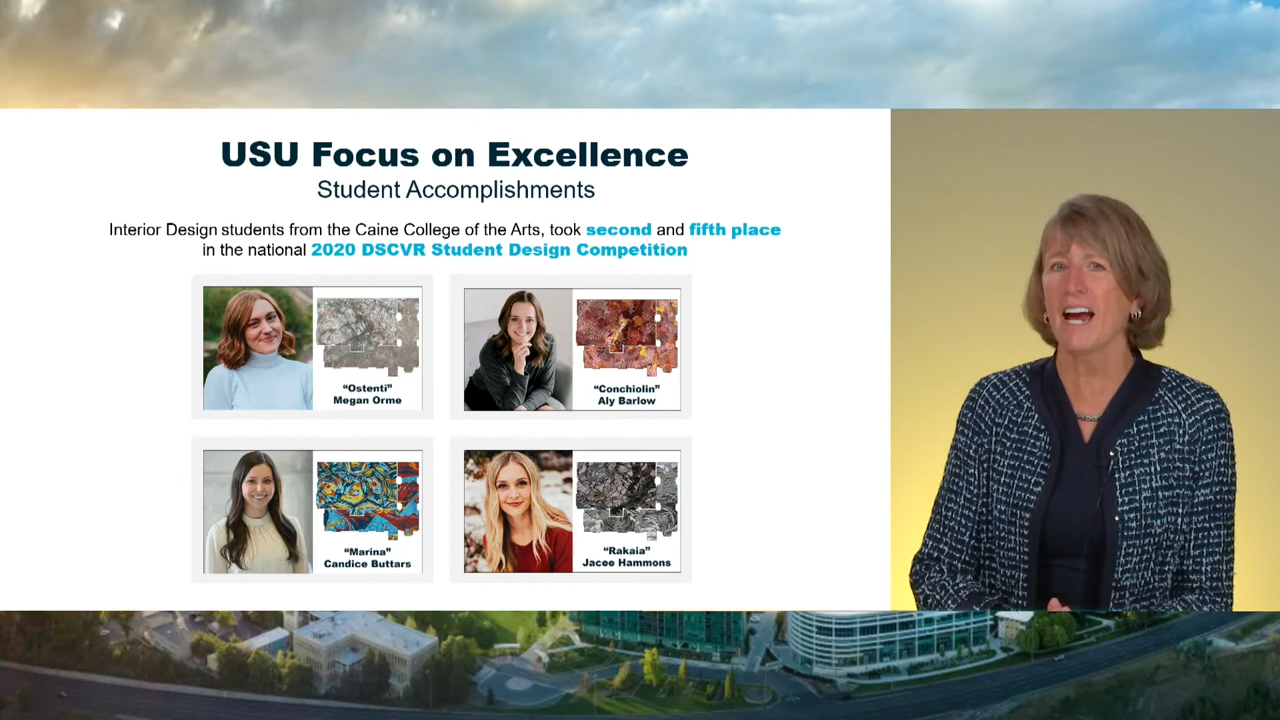 USU Focus on Excellence
Student Accomplishments
Interior Design students from the Caine College of the Arts, took second and fifth place
in the national 2020 DSCVR Student Design Competition
“Ostenti”
Megan Orme
“Conchiolin”
Aly Barlow
“Marina”
Candice Buttars
“Rakaia”
Jacee Hammons